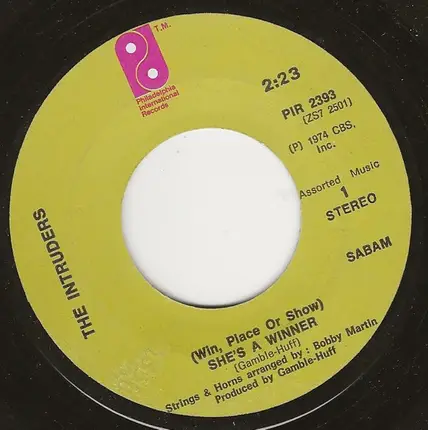 T.M.
Philadelphia
International
Records
2:23
PIR 2393
(ZS7 2501)
(P) 1974 CBS,
Inc.
Assorted Music
1
STEREO
SABAM
THE INTRUDERS
(Win, Place Or Show)
SHE'S A WINNER
(Gamble-Huff)
Strings & Horns arranged by : Bobby Martin
Produced by Gamble-Huff